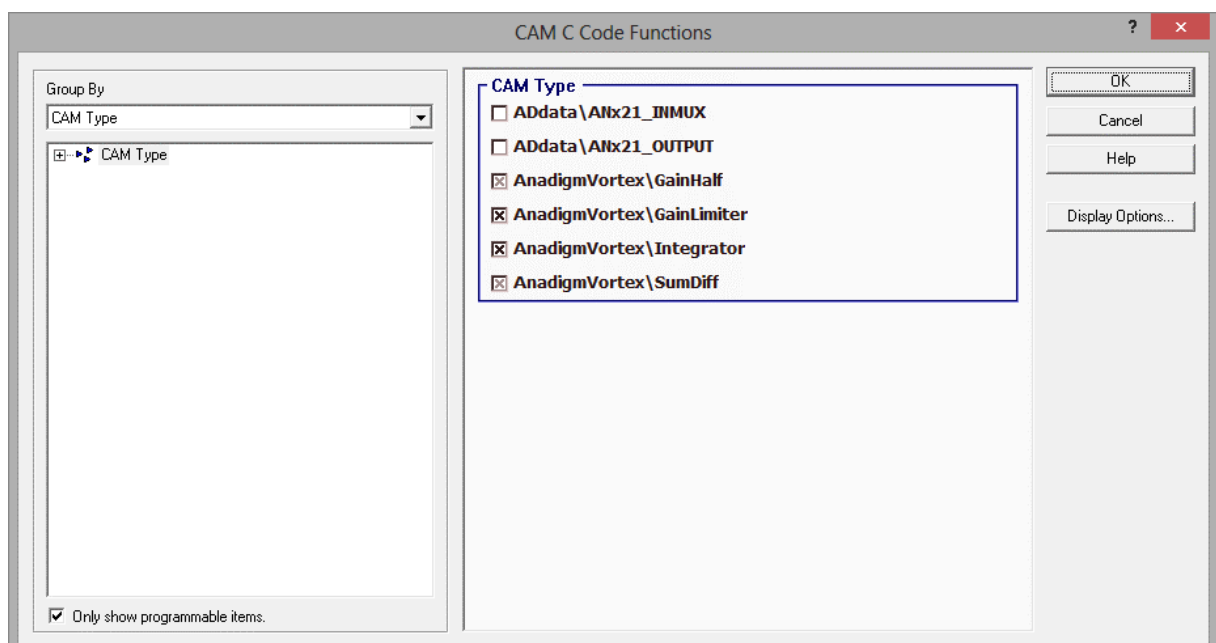 CAM C Code Functions
?
Group By
CAM Type
CAM Type
Only show programmable items.
CAM Type
ADdata\ANx21_INMUX
ADdata\ANx21_OUTPUT
AnadigmVortex\GainHalf
AnadigmVortex\GainLimiter
AnadigmVortex\Integrator
AnadigmVortex\SumDiff
OK
Cancel
Help
Display Options...